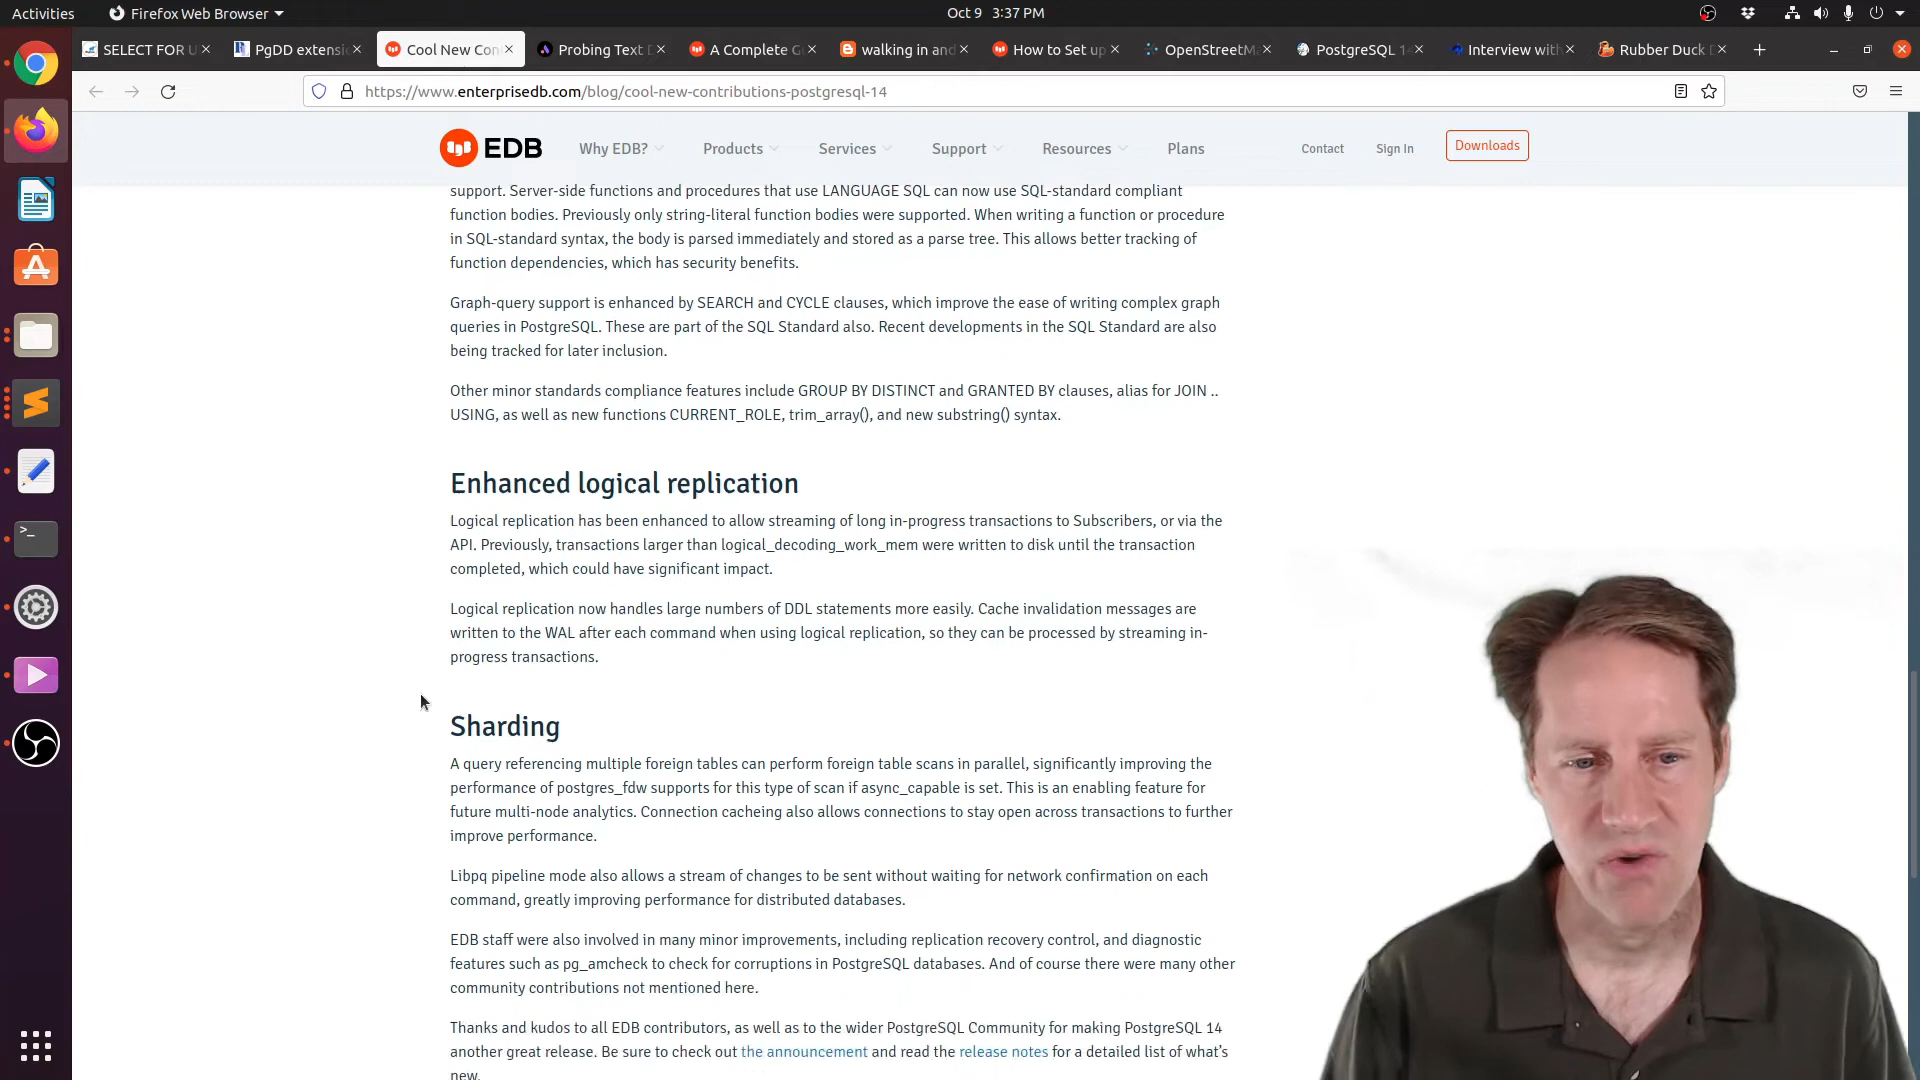 Activities Firefox Web Browser Oct 9 3:37 PM
SELECT FOR U PgDD extensi Cool New Con Probing Text D A Complete G walking in and How to Set up OpenStreetM PostgreSQL 14 Interview with Rubber Duck D
https://www.enterprisedb.com/blog/cool-new-contributions-postgresql-14
EDB Why EDB? Products Services Support Resources Plans Contact Sign In Downloads
support. Server-side functions and procedures that use LANGUAGE SQL can now use SQL-standard compliant
function bodies. Previously only string-literal function bodies were supported. When writing a function or procedure
in SQL-standard syntax, the body is parsed immediately and stored as a parse tree. This allows better tracking of
function dependencies, which has security benefits.
Graph-query support is enhanced by SEARCH and CYCLE clauses, which improve the ease of writing complex graph
queries in PostgreSQL. These are part of the SQL Standard also. Recent developments in the SQL Standard are also
being tracked for later inclusion.
Other minor standards compliance features include GROUP BY DISTINCT and GRANTED BY clauses, alias for JOIN ..
USING, as well as new functions CURRENT_ROLE, trim_array(), and new substring() syntax.
Enhanced logical replication
Logical replication has been enhanced to allow streaming of long in-progress transactions to Subscribers, or via the
API. Previously, transactions larger than logical_decoding_work_mem were written to disk until the transaction
completed, which could have significant impact.
Logical replication now handles large numbers of DDL statements more easily. Cache invalidation messages are
written to the WAL after each command when using logical replication, so they can be processed by streaming in-
progress transactions.
Sharding
A query referencing multiple foreign tables can perform foreign table scans in parallel, significantly improving the
performance of postgres_fdw supports for this type of scan if async_capable is set. This is an enabling feature for
future multi-node analytics. Connection cacheing also allows connections to stay open across transactions to further
improve performance.
Libpq pipeline mode also allows a stream of changes to be sent without waiting for network confirmation on each
command, greatly improving performance for distributed databases.
EDB staff were also involved in many minor improvements, including replication recovery control, and diagnostic
features such as pg_amcheck to check for corruptions in PostgreSQL databases. And of course there were many other
community contributions not mentioned here.
Thanks and kudos to all EDB contributors, as well as to the wider PostgreSQL Community for making PostgreSQL 14
another great release. Be sure to check out the announcement and read the release notes for a detailed list of what's
new.